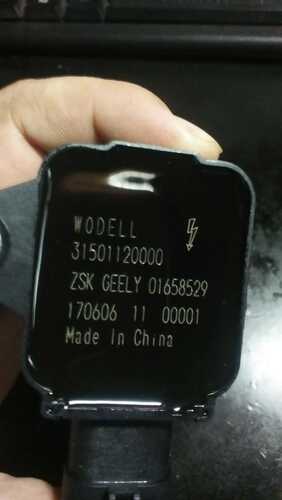 WODELL
31501120000
ZSK GEELY 01658529
170606 11 00001
Made In China